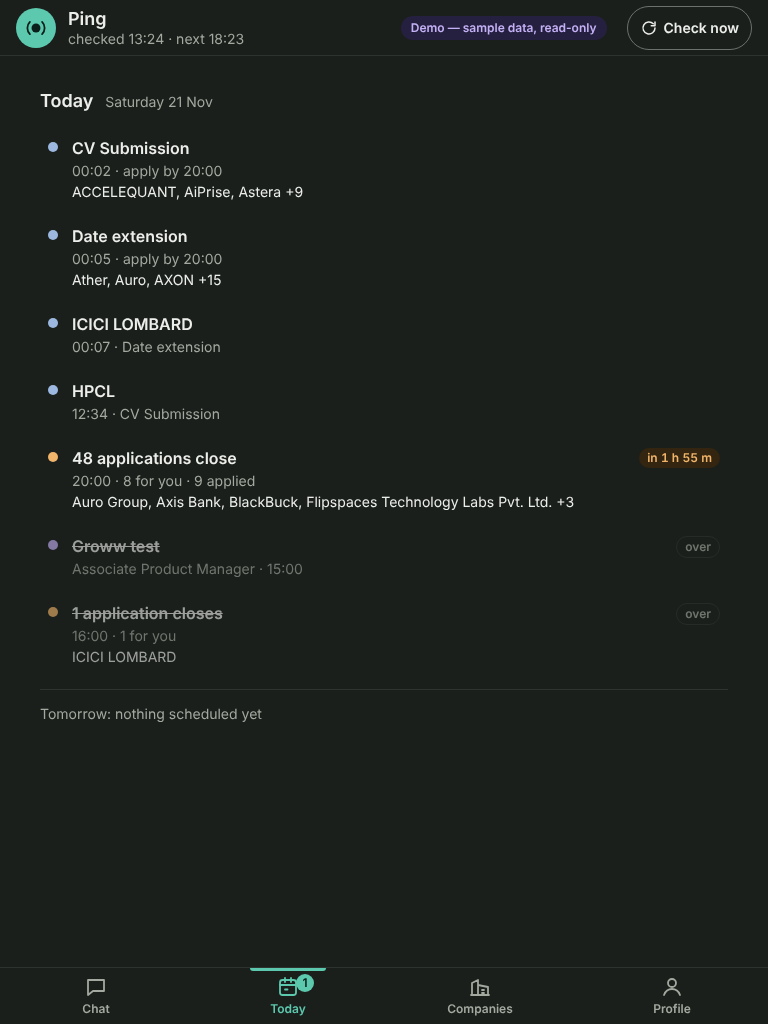 Ping
checked 13:24 · next 18:23
Demo — sample data, read-only
Check now
Today Saturday 21 Nov
CV Submission
00:02 · apply by 20:00
ACCELEQUANT, AiPrise, Astera +9
Date extension
00:05 · apply by 20:00
Ather, Auro, AXON +15
ICICI LOMBARD
00:07 · Date extension
HPCL
12:34 · CV Submission
48 applications close
in 1 h 55 m
20:00 · 8 for you · 9 applied
Auro Group, Axis Bank, BlackBuck, Flipspaces Technology Labs Pvt. Ltd. +3
Groww test
over
Associate Product Manager · 15:00
1 application closes
over
16:00 · 1 for you
ICICI LOMBARD
Tomorrow: nothing scheduled yet
Chat
1
Today
Companies
Profile